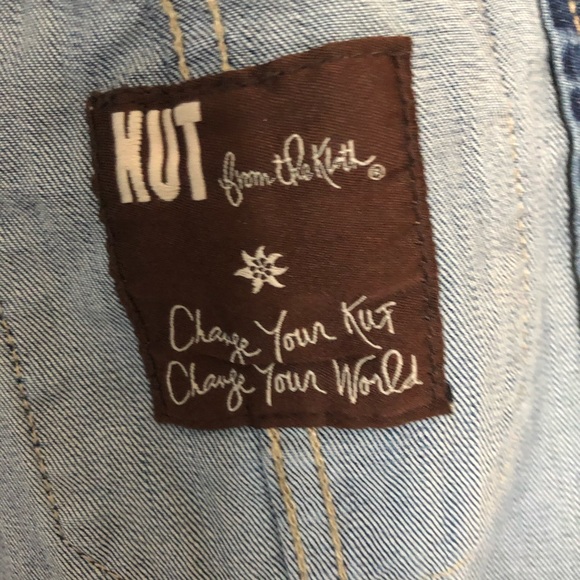 KUT from the Kloth ®
Change Your Kut
Change Your World